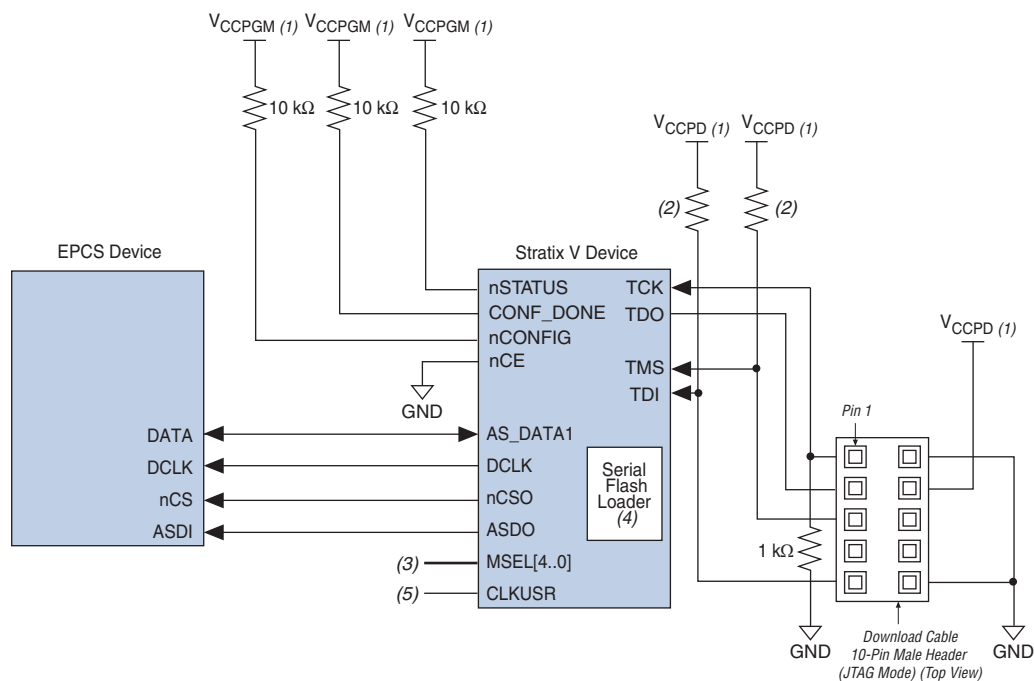 VCCPGM (1) VCCPGM (1) VCCPGM (1)
10 kΩ 10 kΩ 10 kΩ
VCCPD (1) VCCPD (1)
(2) (2)
EPCS Device
Stratix V Device
nSTATUS
CONF_DONE
nCONFIG
nCE
GND
TCK
TDO
TMS
TDI
VCCPD (1)
Pin 1
DATA
DCLK
nCS
ASDI
AS_DATA1
DCLK
nCSO
ASDO
MSEL[4..0]
CLKUSR
(3)
(5)
Serial
Flash
Loader
(4)
1 kΩ
GND
GND
Download Cable
10-Pin Male Header
(JTAG Mode) (Top View)